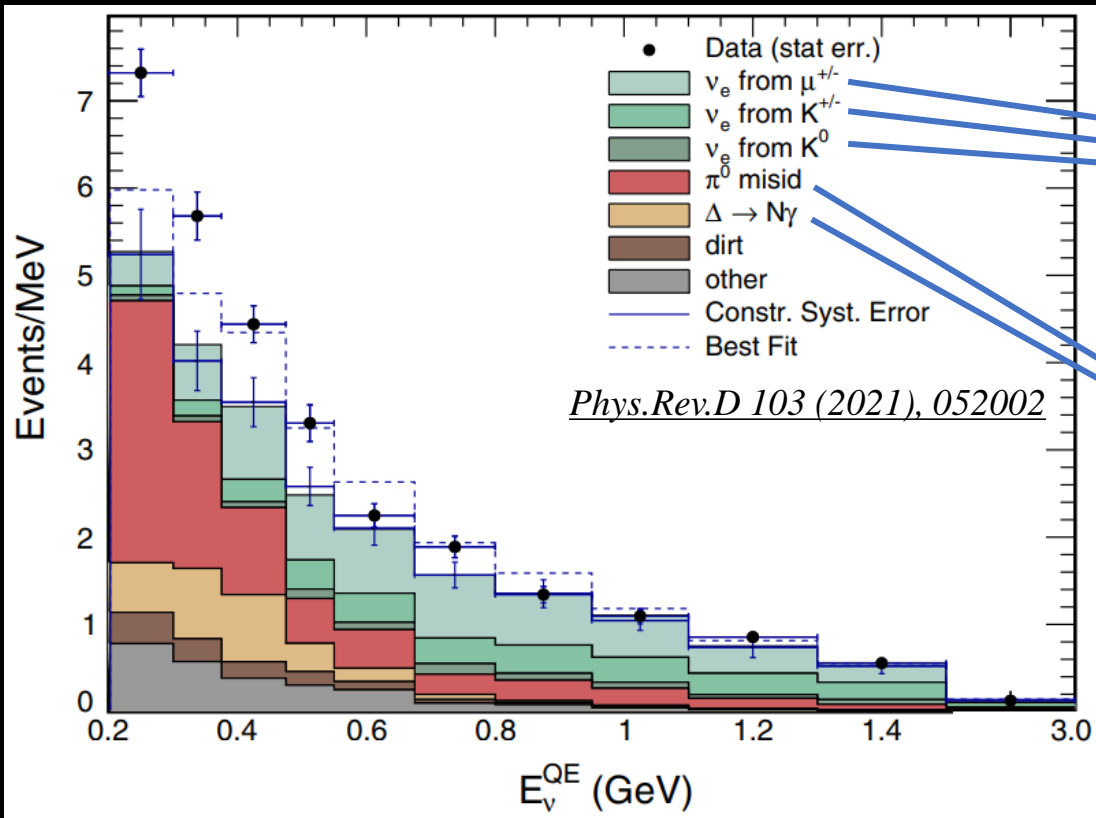 Data (stat err.)
νe from μ+/-
νe from K+/-
νe from K0
π0 misid
Δ → Nγ
dirt
other
Constr. Syst. Error
Best Fit
Phys.Rev.D 103 (2021), 052002
Events/MeV
7
6
5
4
3
2
1
0
0.2 0.4 0.6 0.8 1 1.2 1.4 3.0
EνQE (GeV)